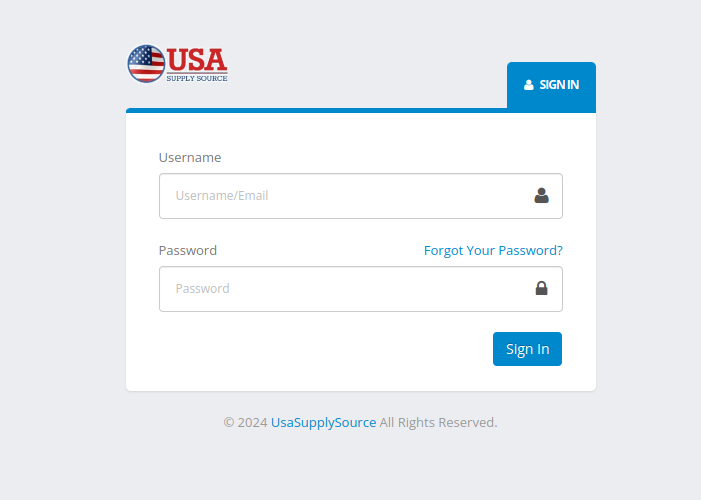 USA
SUPPLY SOURCE
SIGN IN
Username
Username/Email
Password
Forgot Your Password?
Password
Sign In
© 2024 UsaSupplySource All Rights Reserved.